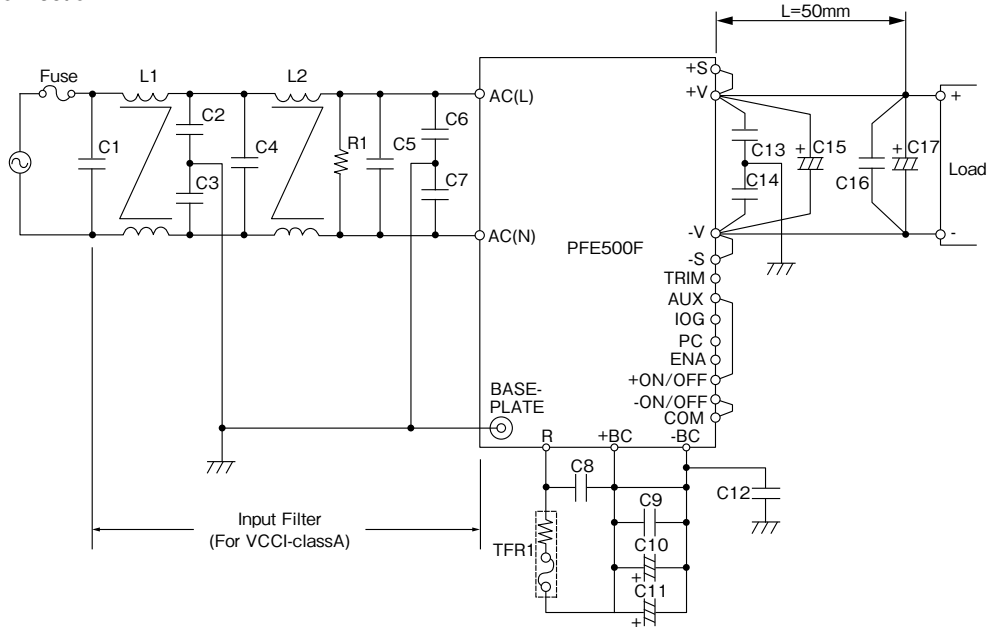 L=50mm
Fuse
L1
L2
+S
+V
AC(L)
+
C1
C2
C3
C4
R1
C5
C6
C7
C13
C14
+
C15
C16
+
C17
Load
AC(N)
PFE500F
-V
-
-S
TRIM
AUX
IOG
PC
ENA
+ON/OFF
-ON/OFF
COM
BASE-
PLATE
R
+BC
-BC
C8
C9
C12
Input Filter
(For VCCI-classA)
TFR1
C10
+
C11
+